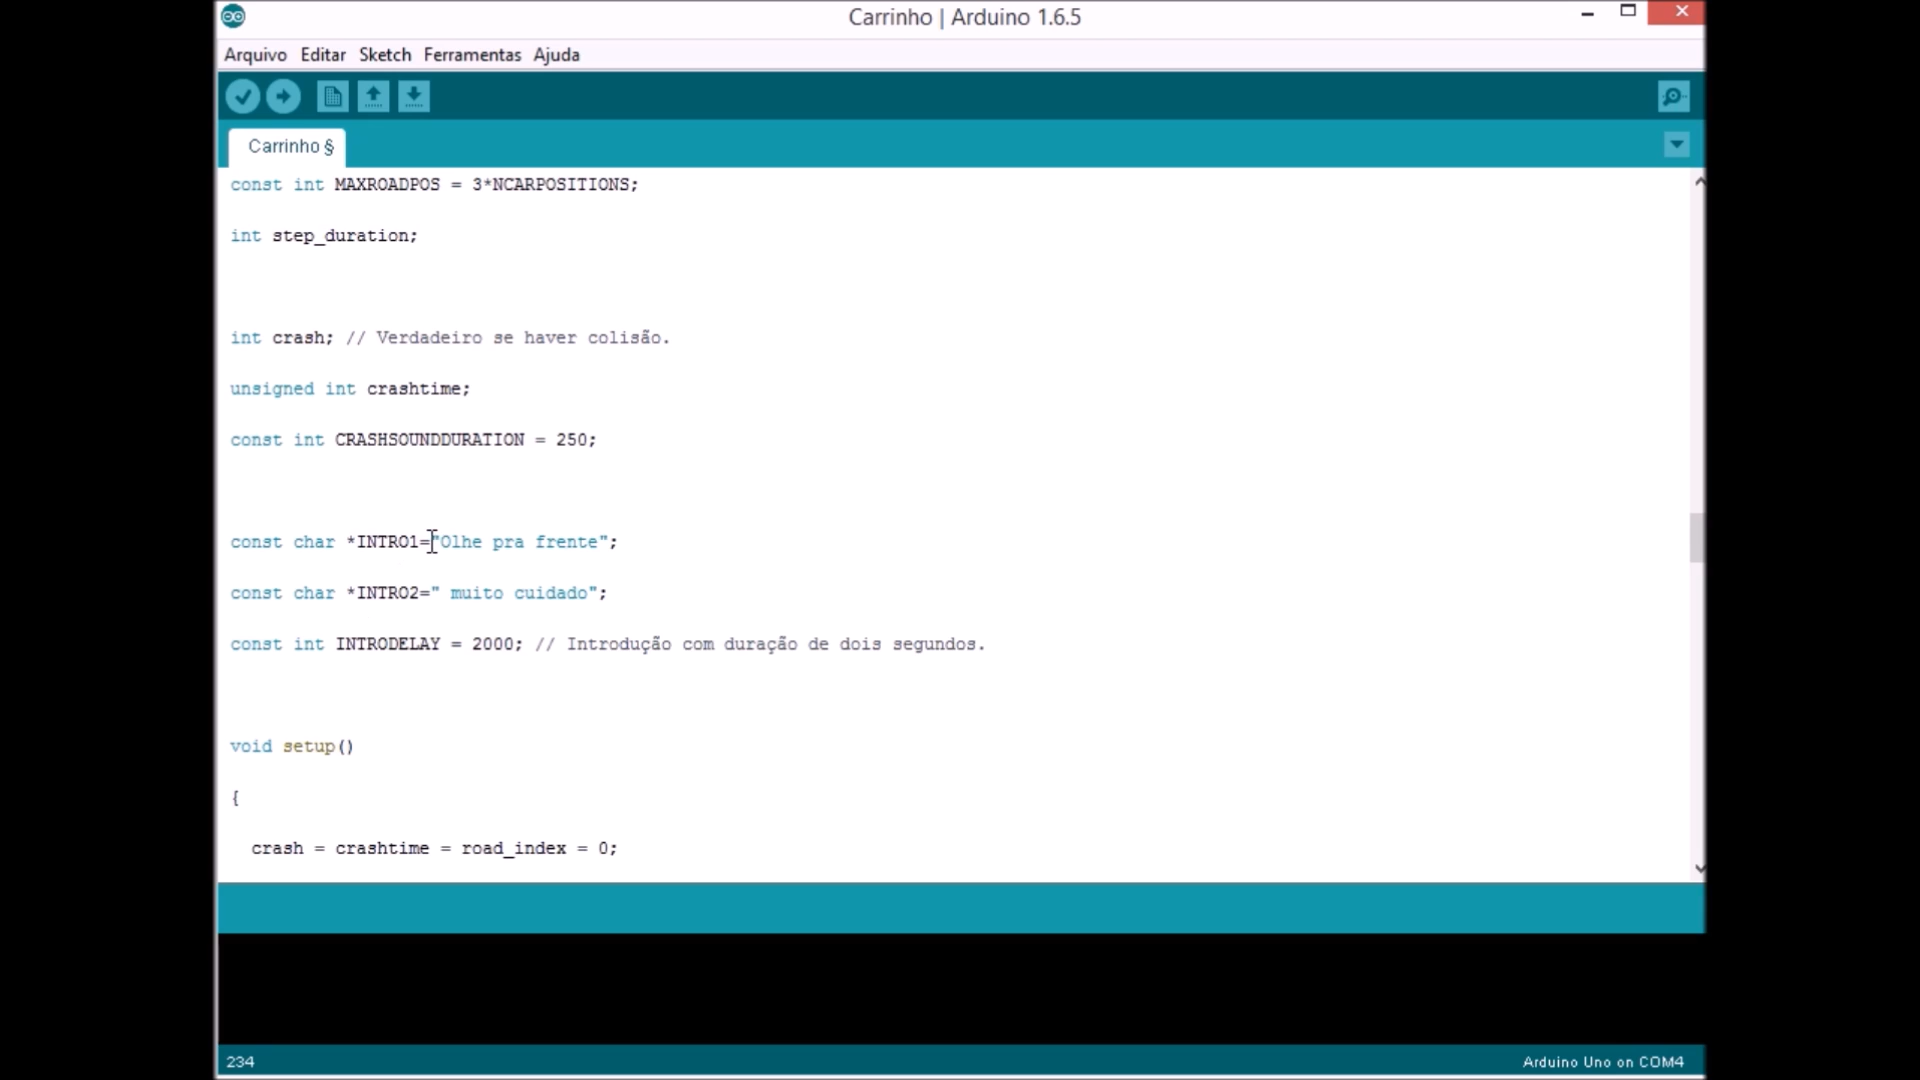 Carrinho | Arduino 1.6.5
Arquivo Editar Sketch Ferramentas Ajuda
Carrinho §
const int MAXROADPOS = 3*NCARPOSITIONS;
int step_duration;
int crash; // Verdadeiro se haver colisão.
unsigned int crashtime;
const int CRASHSOUNDDURATION = 250;
const char *INTRO1="Olhe pra frente";
const char *INTRO2=" muito cuidado";
const int INTRODELAY = 2000; // Introdução com duração de dois segundos.
void setup()
{
crash = crashtime = road_index = 0;
234
Arduino Uno on COM4